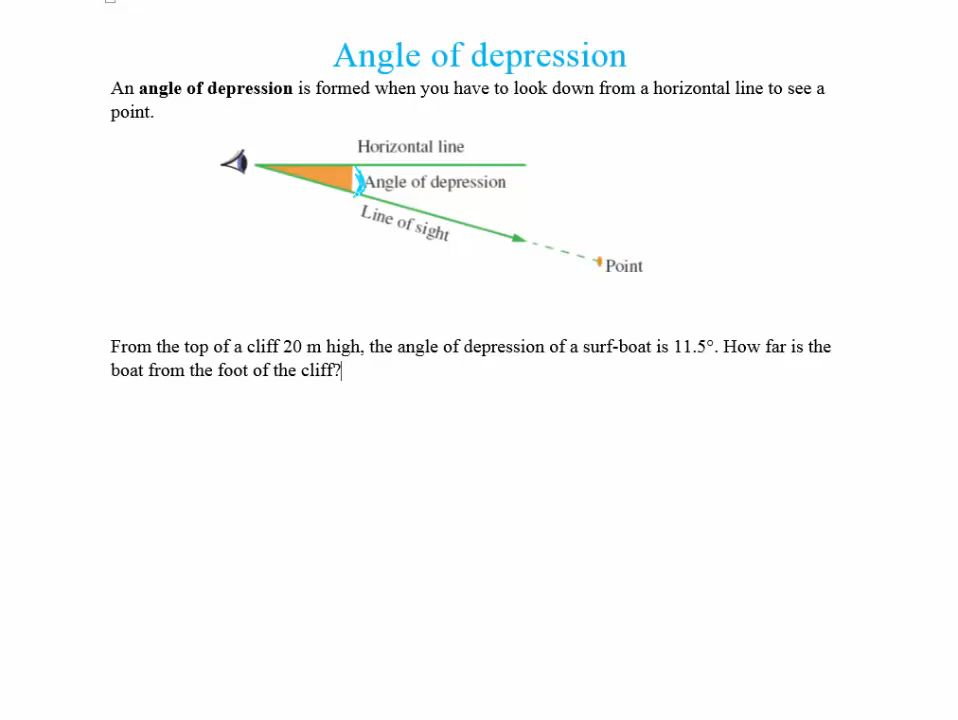 Angle of depression
An angle of depression is formed when you have to look down from a horizontal line to see a
point.
Horizontal line
Angle of depression
Line of sight
Point
From the top of a cliff 20 m high, the angle of depression of a surf-boat is 11.5°. How far is the
boat from the foot of the cliff?